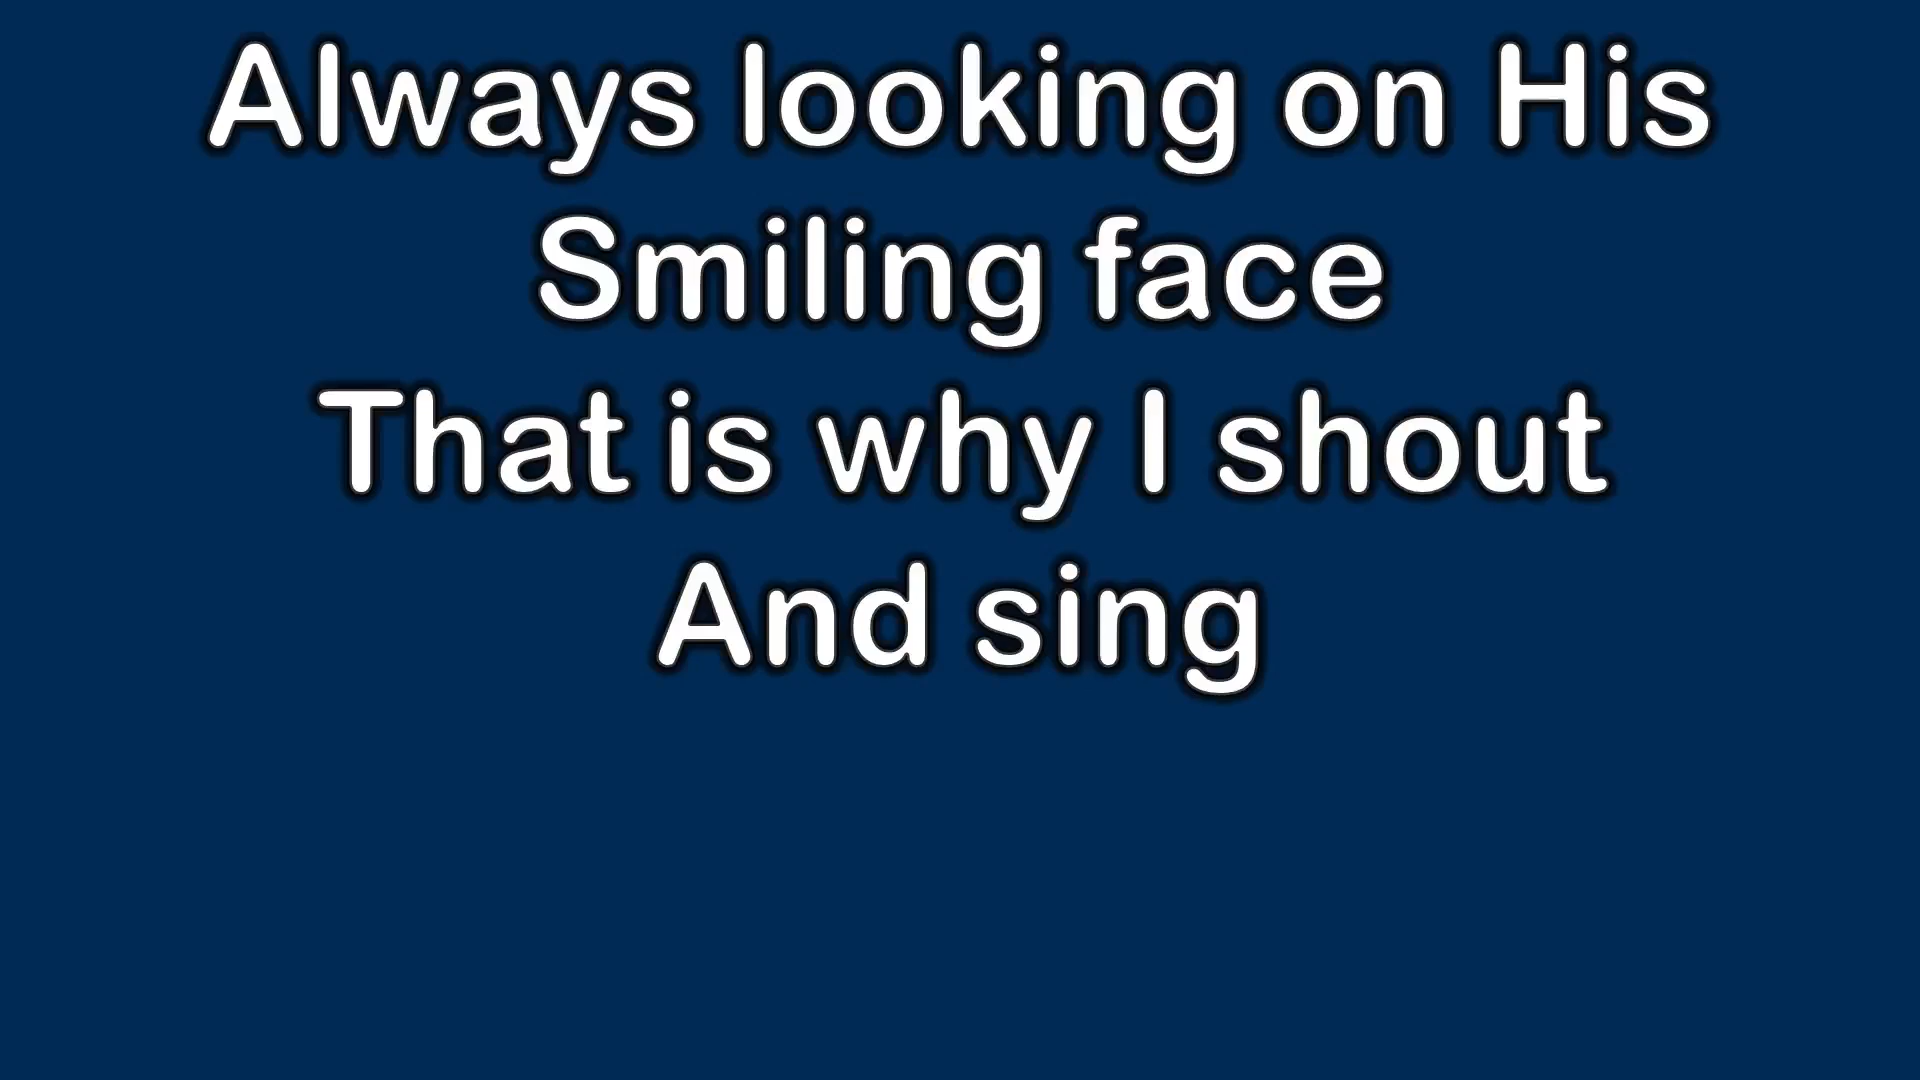 Always looking on His
Smiling face
That is why I shout
And sing